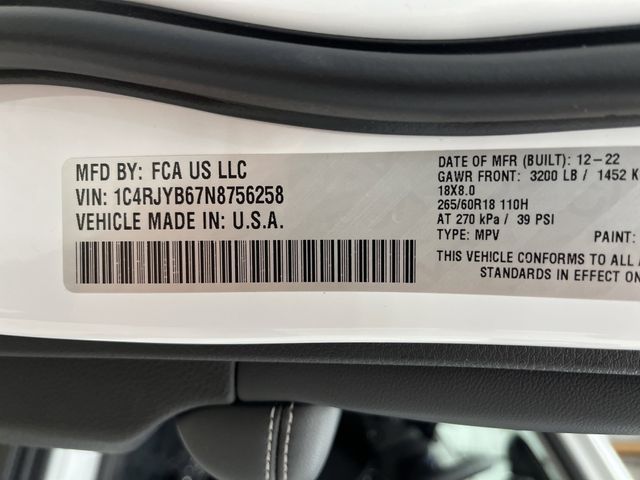 MFD BY: FCA US LLC
VIN: 1C4RJYB67N8756258
VEHICLE MADE IN: U.S.A.
DATE OF MFR (BUILT): 12-22
GAWR FRONT: 3200 LB / 1452 K
18X8.0
265/60R18 110H
AT 270 kPa / 39 PSI
TYPE: MPV PAINT:
THIS VEHICLE CONFORMS TO ALL A
STANDARDS IN EFFECT ON